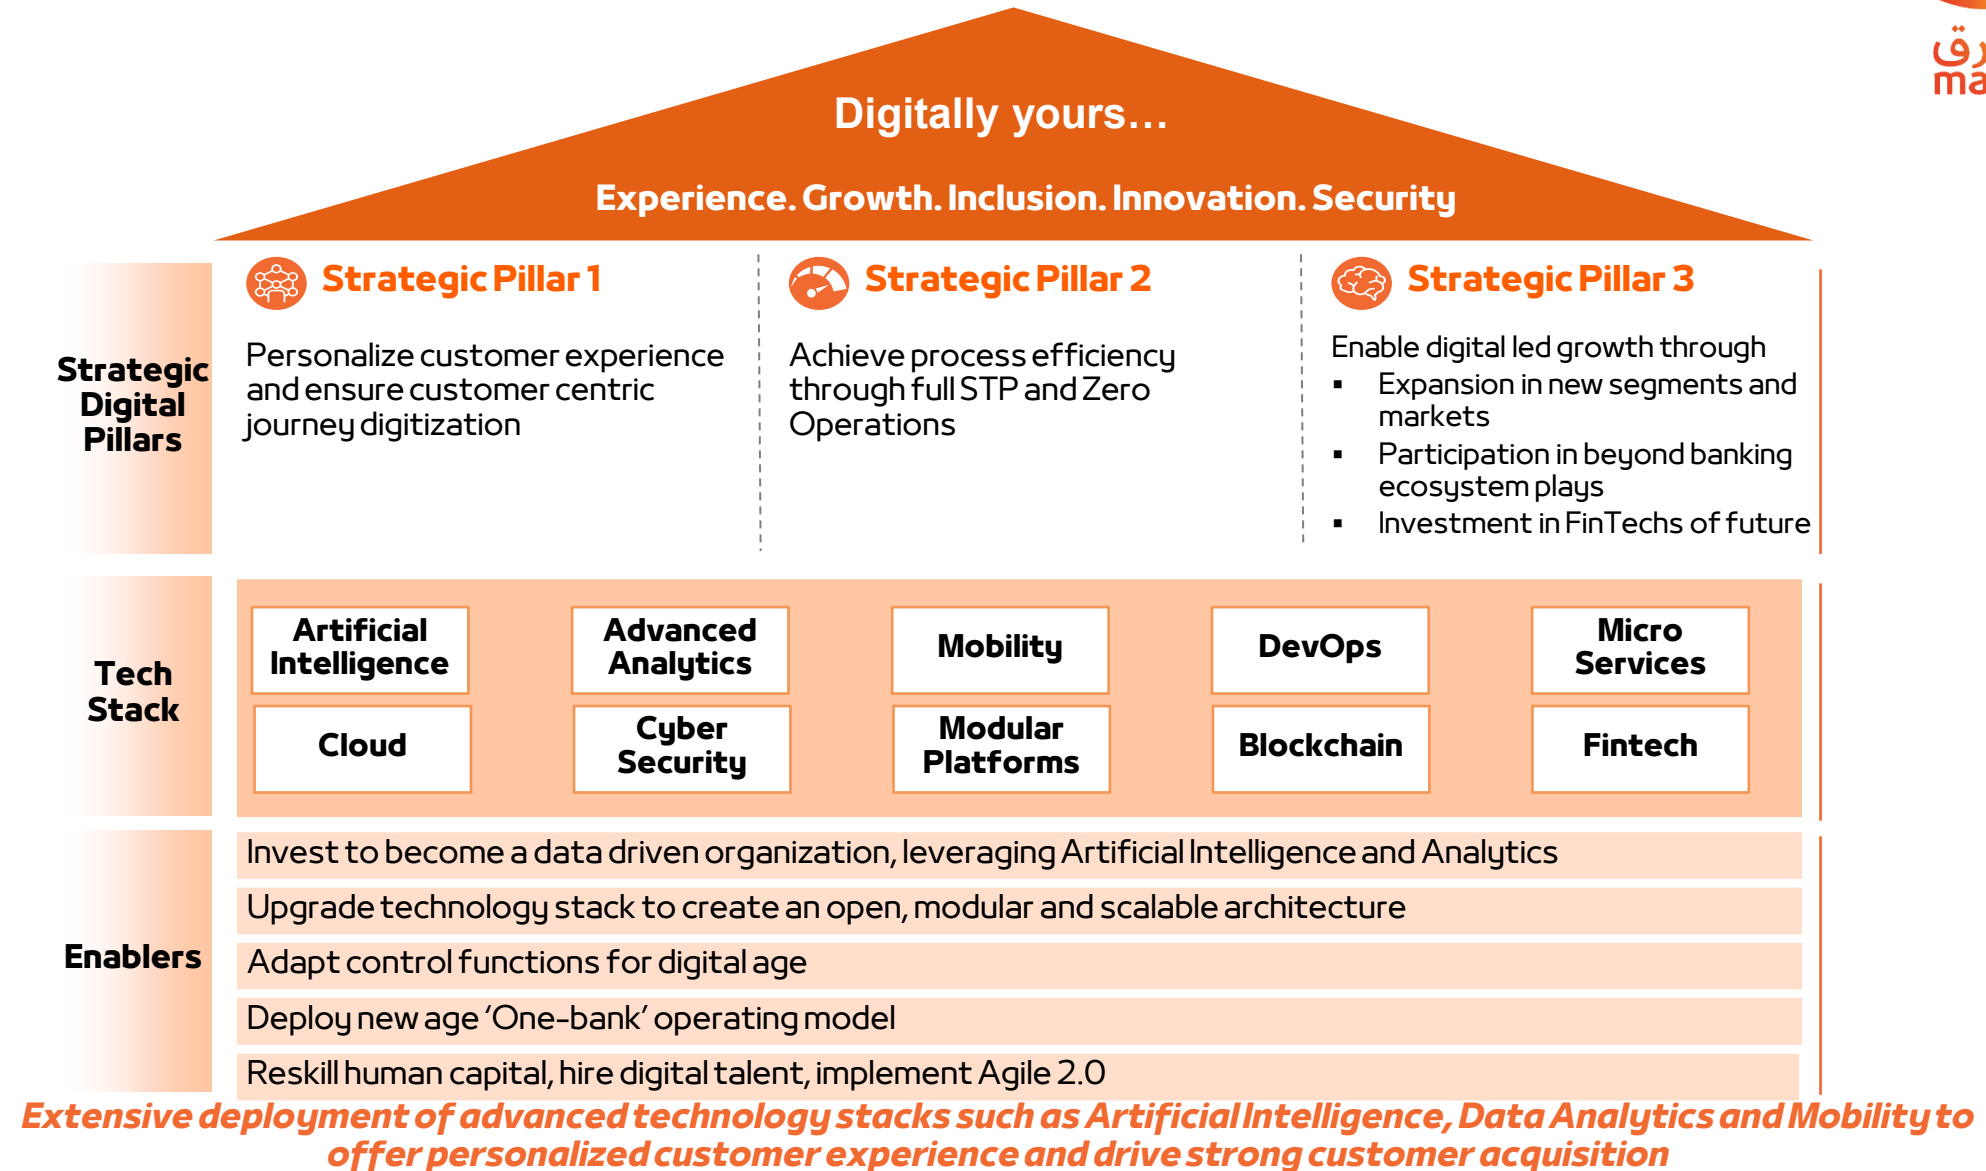 Digitally yours...
Experience. Growth. Inclusion. Innovation. Security
Strategic
Digital
Pillars
Strategic Pillar 1
Personalize customer experience
and ensure customer centric
journey digitization
Strategic Pillar 2
Achieve process efficiency
through full STP and Zero
Operations
Strategic Pillar 3
Enable digital led growth through
▪ Expansion in new segments and
markets
▪ Participation in beyond banking
ecosystem plays
▪ Investment in FinTechs of future
Tech
Stack
Artificial
Intelligence
Advanced
Analytics
Mobility
DevOps
Micro
Services
Cloud
Cyber
Security
Modular
Platforms
Blockchain
Fintech
Enablers
Invest to become a data driven organization, leveraging Artificial Intelligence and Analytics
Upgrade technology stack to create an open, modular and scalable architecture
Adapt control functions for digital age
Deploy new age ‘One-bank’ operating model
Reskill human capital, hire digital talent, implement Agile 2.0
Extensive deployment of advanced technology stacks such as Artificial Intelligence, Data Analytics and Mobility to
offer personalized customer experience and drive strong customer acquisition